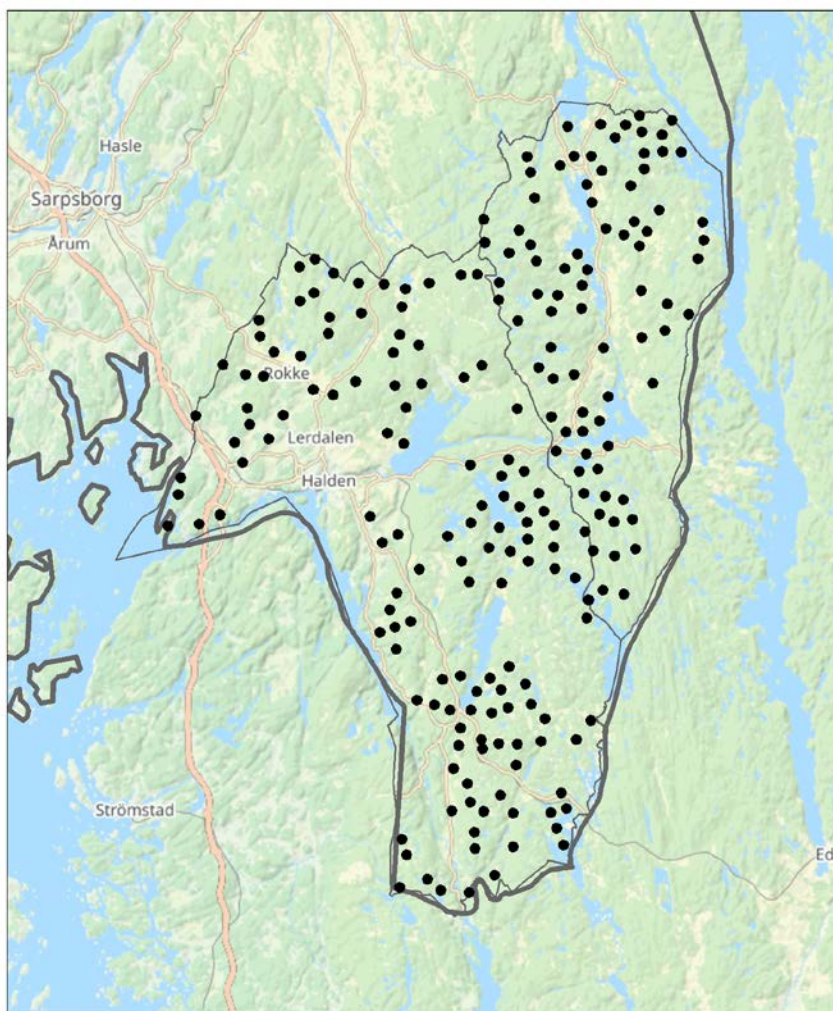 Hasle
Sarpsborg
Årum
Rokke
Lerdalen
Halden
Strömstad
Ed